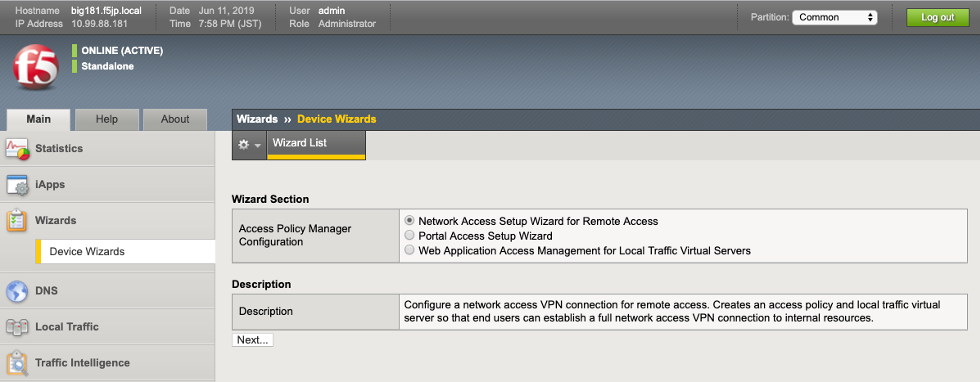 Hostname bigip181.f5jp.local Date Jun 11, 2019 User admin
IP Address 10.99.88.181 Time 7:58 PM (JST) Role Administrator
Partition: Common Log out
f5
ONLINE (ACTIVE)
Standalone
Main Help About
Wizards ›› Device Wizards
Wizard List
Statistics
iApps
Wizards
Device Wizards
DNS
Local Traffic
Traffic Intelligence
Wizard Section
Access Policy Manager
Configuration
Network Access Setup Wizard for Remote Access
Portal Access Setup Wizard
Web Application Access Management for Local Traffic Virtual Servers
Description
Description
Configure a network access VPN connection for remote access. Creates an access policy and local traffic virtual
server so that end users can establish a full network access VPN connection to internal resources.
Next...